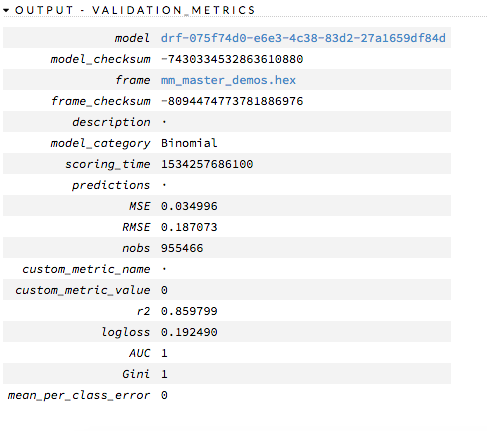 ▾ OUTPUT - VALIDATION_METRICS
model drf-075f74d0-e6e3-4c38-83d2-27a1659df84d
model_checksum -7430334532863610880
frame mm_master_demos.hex
frame_checksum -8094474773781886976
description ·
model_category Binomial
scoring_time 1534257686100
predictions ·
MSE 0.034996
RMSE 0.187073
nobs 955466
custom_metric_name ·
custom_metric_value 0
r2 0.859799
logloss 0.192490
AUC 1
Gini 1
mean_per_class_error 0